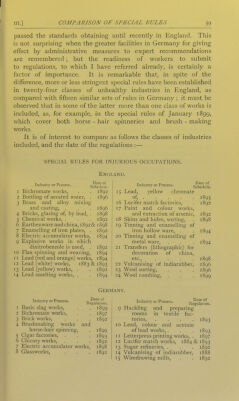 III.] COMPARISON OF SPECIAL RULES 39
passed the standards obtaining until recently in England. This
is not surprising when the greater facilities in Germany for giving
effect by administrative measures to expert recommendations
are remembered; but the readiness of workers to submit
to regulations, to which I have referred already, is certainly a
factor of importance. It is remarkable that, in spite of the
difference, more or less stringent special rules have been established
in twenty-four classes of unhealthy industries in England, as
compared with fifteen similar sets of rules in Germany; it must be
observed that in some of the latter more than one class of works is
included, as, for example, in the special rules of January 1899,
which cover both horse-hair spinneries and brush-making
works.
It is of interest to compare as follows the classes of industries
included, and the date of the regulations:—
SPECIAL RULES FOR INJURIOUS OCCUPATIONS.
ENGLAND.
Industry or Process. Date of Schedule.
1 Bichromate works, 1892
2 Bottling of aerated water, 1896
3 Brass and alloy mixing
and casting, 1896
4 Bricks, glazing of, by lead, 1898
5 Chemical works,
6 Earthenware and china, 1892 & 1898
7 Enamelling of iron plates,
8 Electric accumulator works, 1894
9 Explosives works in which
dinitrobenzole is used, 1892
10 Flax spinning and weaving, 1894
11 Lead (red and orange) works,
12 Lead (white) works, 1883 & 1892
13 Lead (yellow) works, 1892
14 Lead smelting works, 1894
Industry or Process. Date of Schedule.
15 Lead, yellow chromate
of,
16 Lucifer match factories, 1892
17 Paint and colour works,
and extraction of arsenic,
18 Skins and hides, sorting, 1898
19 Tinning and enamelling of
iron hollow ware, 1894
20 Tinning and enamelling of
metal ware, 1894
21 Transfers (lithographic) for
decoration of china,
etc., 1898
22 Vulcanising of indiarubber,
23 Wool sorting, 1896
24 Wool combing,
GERMANY.
Industry or Process. Date of Regulation.
1 Basic slag works, 1899
2 Bichromate works, 1897
3 Brick works,
4 Brushmaking works and
horse-hair spinning, 1899
5 Cigar factories, 1893
6 Chicory works, 1892
7 Electric accumulator works, 1898
8 Glassworks, 1892
Industry or Process. Date of Regulation.
9 Hackling and preparing
rooms in textile factories,
10 Lead, colour and acetate
of lead works, 1893
11 Letterpress printing works, 1897
12 Lucifer match works, 1884 & 1893
13 Sugar refineries, 1892
14 Vulcanising of indiarubber, 1888
15 Wiredrawing mills, 1892